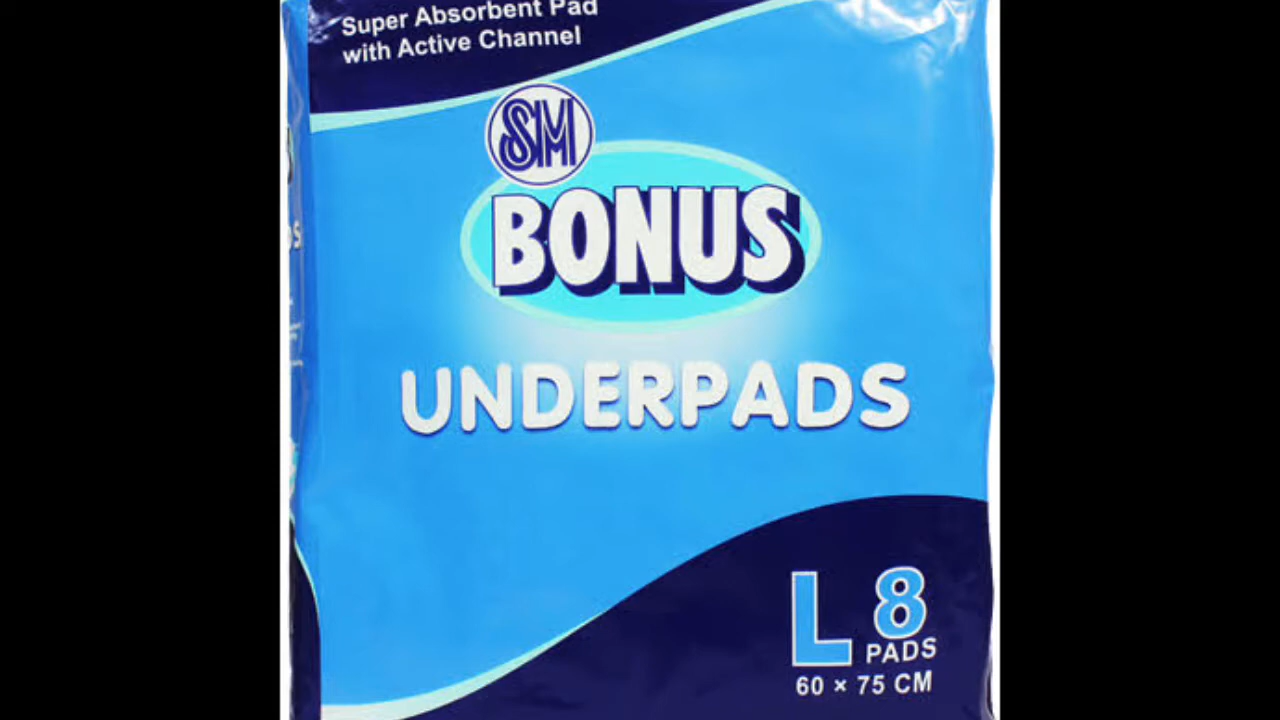 Super Absorbent Pad
with Active Channel
SM
BONUS
UNDERPADS
L 8
PADS
60 × 75 CM